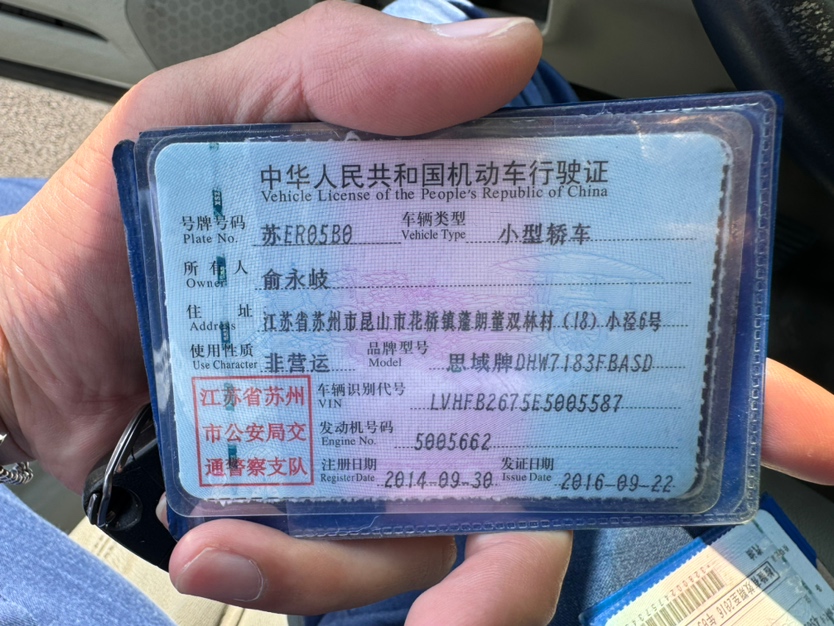 中华人民共和国机动车行驶证
Vehicle License of the People's Republic of China
号牌号码 苏ER05B0 车辆类型 小型轿车
Plate No. Vehicle Type
所有人 俞永岐
Owner
住址 江苏省苏州市昆山市花桥镇蓬朗董双林村(18)小泾6号
Address
使用性质 非营运 品牌型号 思域牌DHW7183FBASD
Use Character Model
江苏省苏州 车辆识别代号 LVHFB2675E5005587
VIN
市公安局交 发动机号码 5005662
Engine No.
通警察支队 注册日期 2014-09-30 发证日期 2016-09-22
Register Date Issue Date